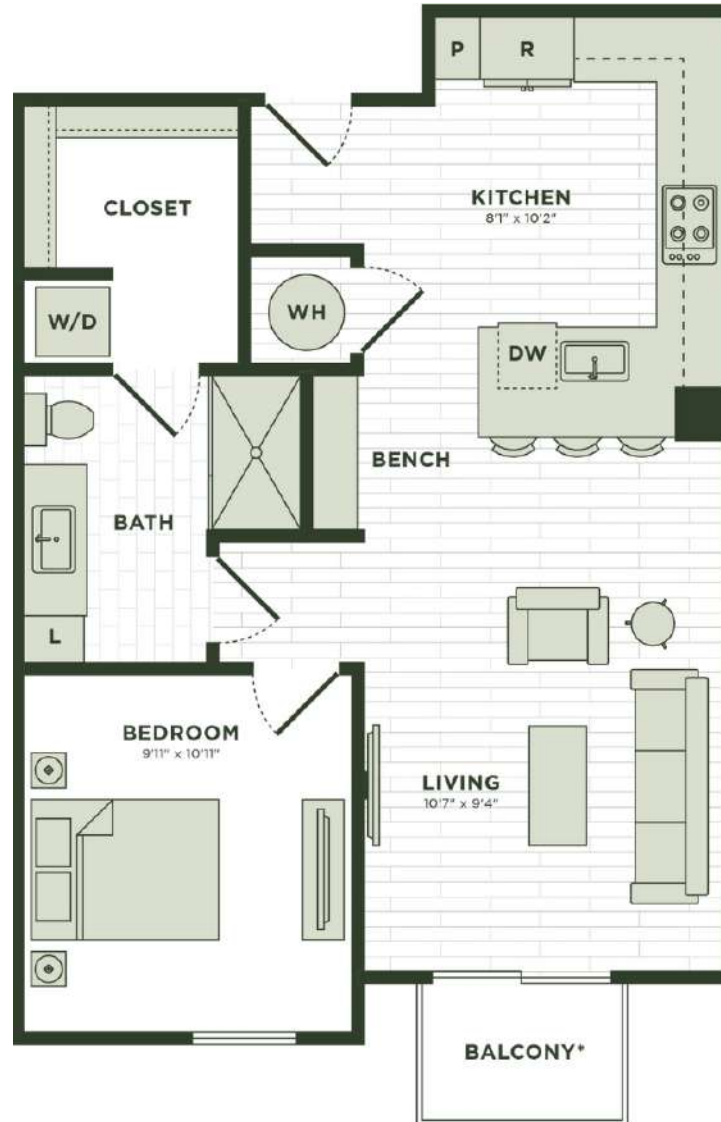 P
R
CLOSET
KITCHEN
8'1" x 10'2"
W/D
WH
DW
BENCH
BATH
L
BEDROOM
9'11" x 10'11"
LIVING
10'7" x 9'4"
BALCONY*